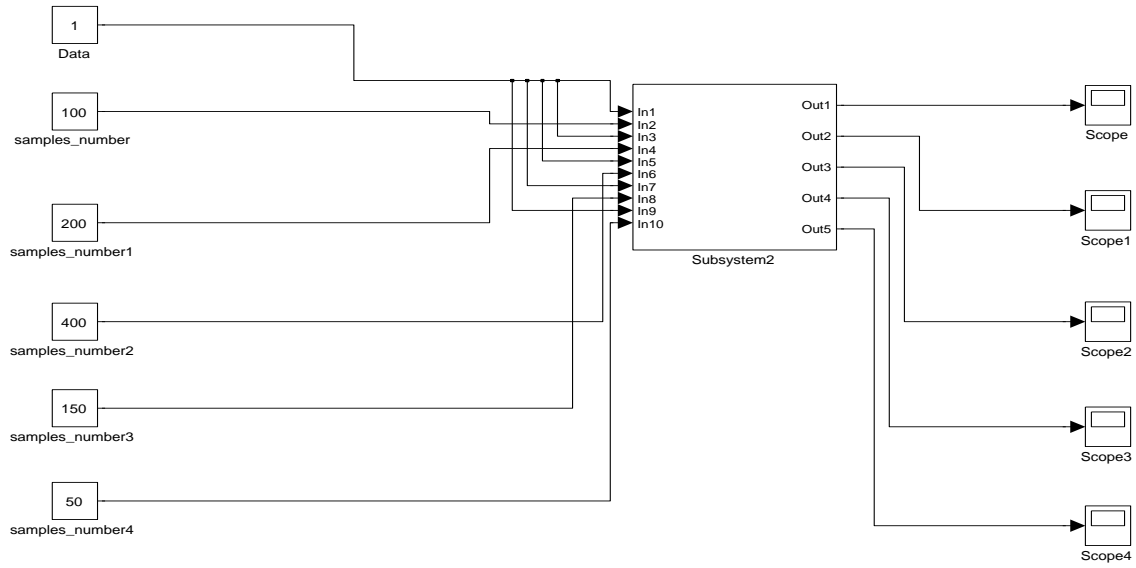 1
Data
100
samples_number
200
samples_number1
400
samples_number2
150
samples_number3
50
samples_number4
In1
In2
In3
In4
In5
In6
In7
In8
In9
In10
Out1
Out2
Out3
Out4
Out5
Subsystem2
Scope
Scope1
Scope2
Scope3
Scope4